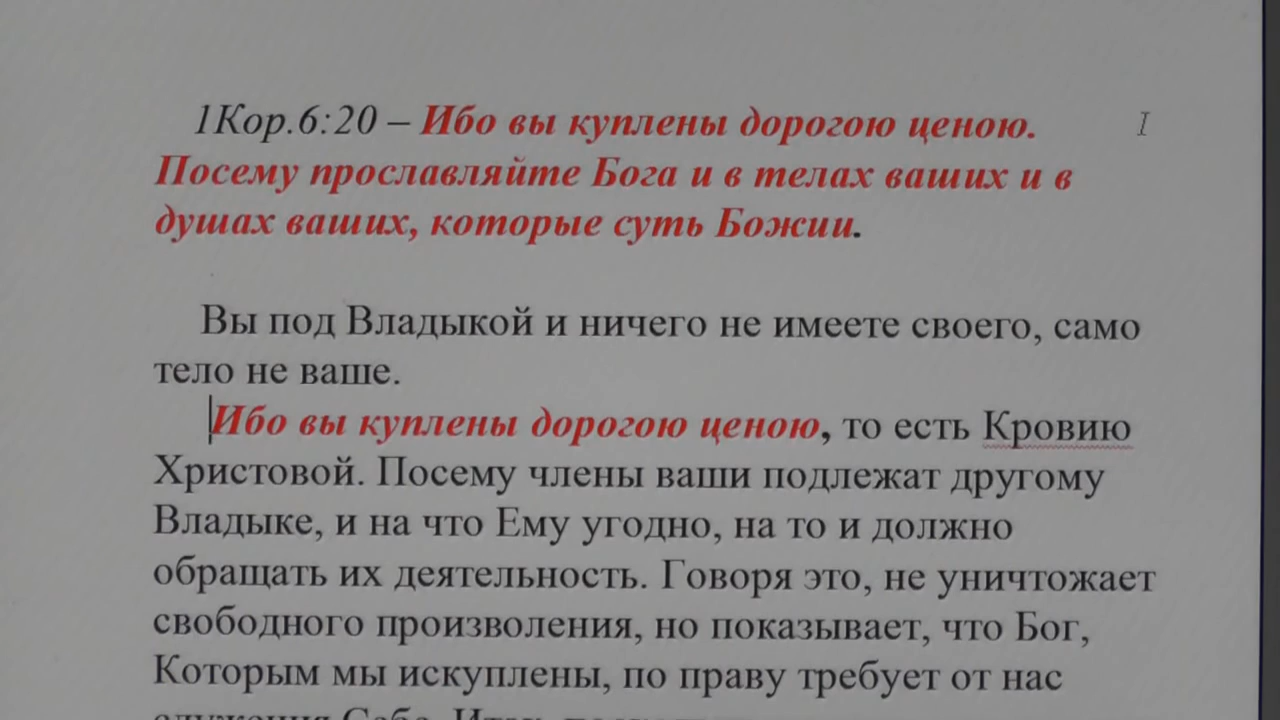 1Кор.6:20 – Ибо вы куплены дорогою ценою.
Посему прославляйте Бога и в телах ваших и в
душах ваших, которые суть Божии.
Вы под Владыкой и ничего не имеете своего, само
тело не ваше.
Ибо вы куплены дорогою ценою, то есть Кровию
Христовой. Посему члены ваши подлежат другому
Владыке, и на что Ему угодно, на то и должно
обращать их деятельность. Говоря это, не уничтожает
свободного произволения, но показывает, что Бог,
Которым мы искуплены, по праву требует от нас